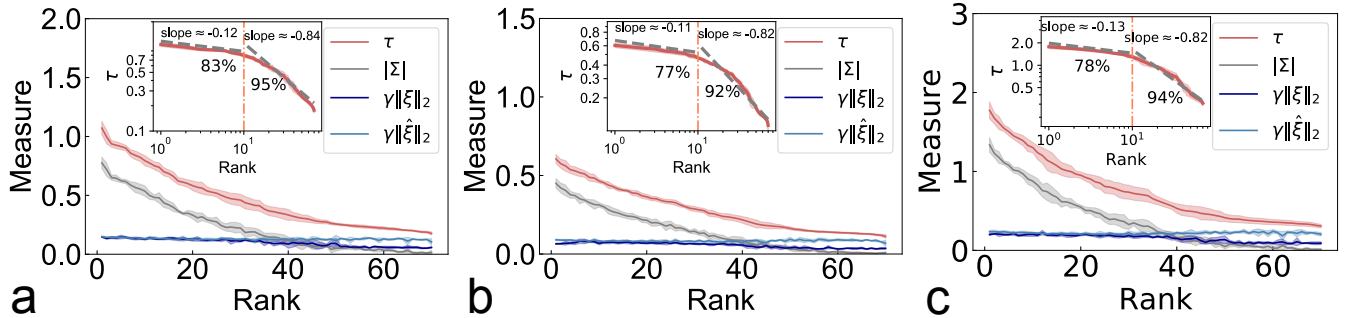 2.0
1.5
1.0
0.5
0.0
Measure
0
20
40
60
Rank
a
slope ≈-0.12
slope ≈-0.84
83%
95%
τ
0.7
0.5
0.3
0.1
10⁰
10¹
Rank
τ
|Σ|
γ‖ξ‖₂
γ‖ξ̂‖₂
1.5
1.0
0.5
0.0
Measure
0
20
40
60
Rank
b
slope ≈-0.11
slope ≈-0.82
77%
92%
τ
0.8
0.6
0.4
0.3
0.2
10⁰
10¹
Rank
τ
|Σ|
γ‖ξ‖₂
γ‖ξ̂‖₂
3
2
1
0
Measure
0
20
40
60
Rank
c
slope ≈-0.13
slope ≈-0.82
78%
94%
τ
2.0
1.0
0.5
10⁰
10¹
Rank
τ
|Σ|
γ‖ξ‖₂
γ‖ξ̂‖₂